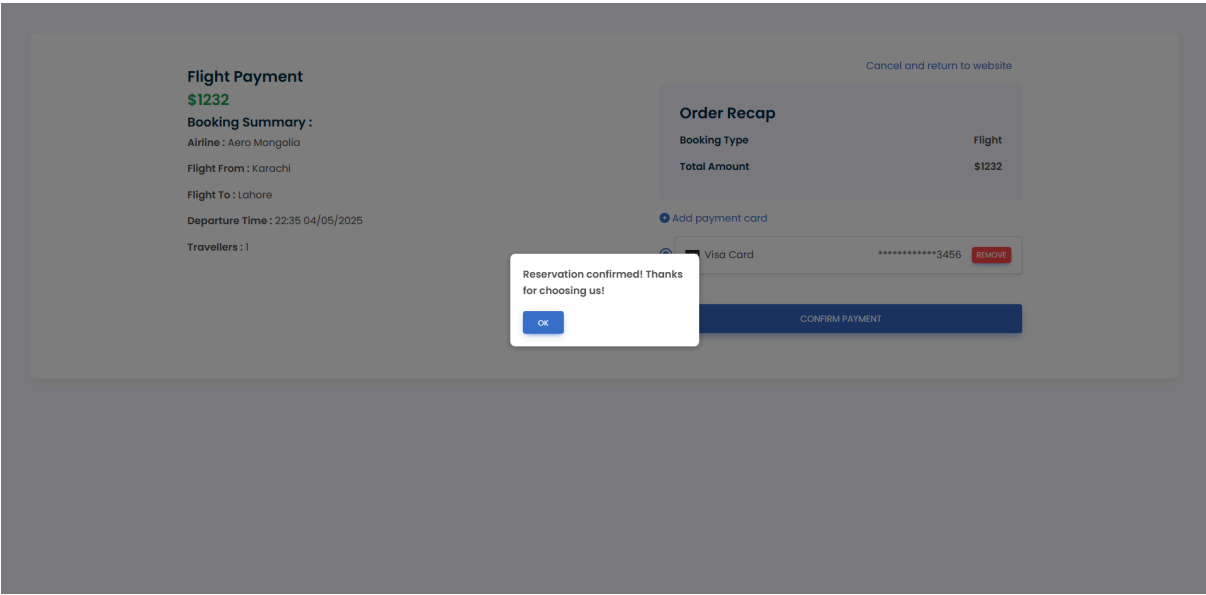 Cancel and return to website
Flight Payment
$1232
Booking Summary :
Airline : Aero Mongolia
Flight From : Karachi
Flight To : Lahore
Departure Time : 22:35 04/05/2025
Travellers : 1
Order Recap
Booking Type Flight
Total Amount $1232
Add payment card
Visa Card ************3456 REMOVE
CONFIRM PAYMENT
Reservation confirmed! Thanks
for choosing us!
OK